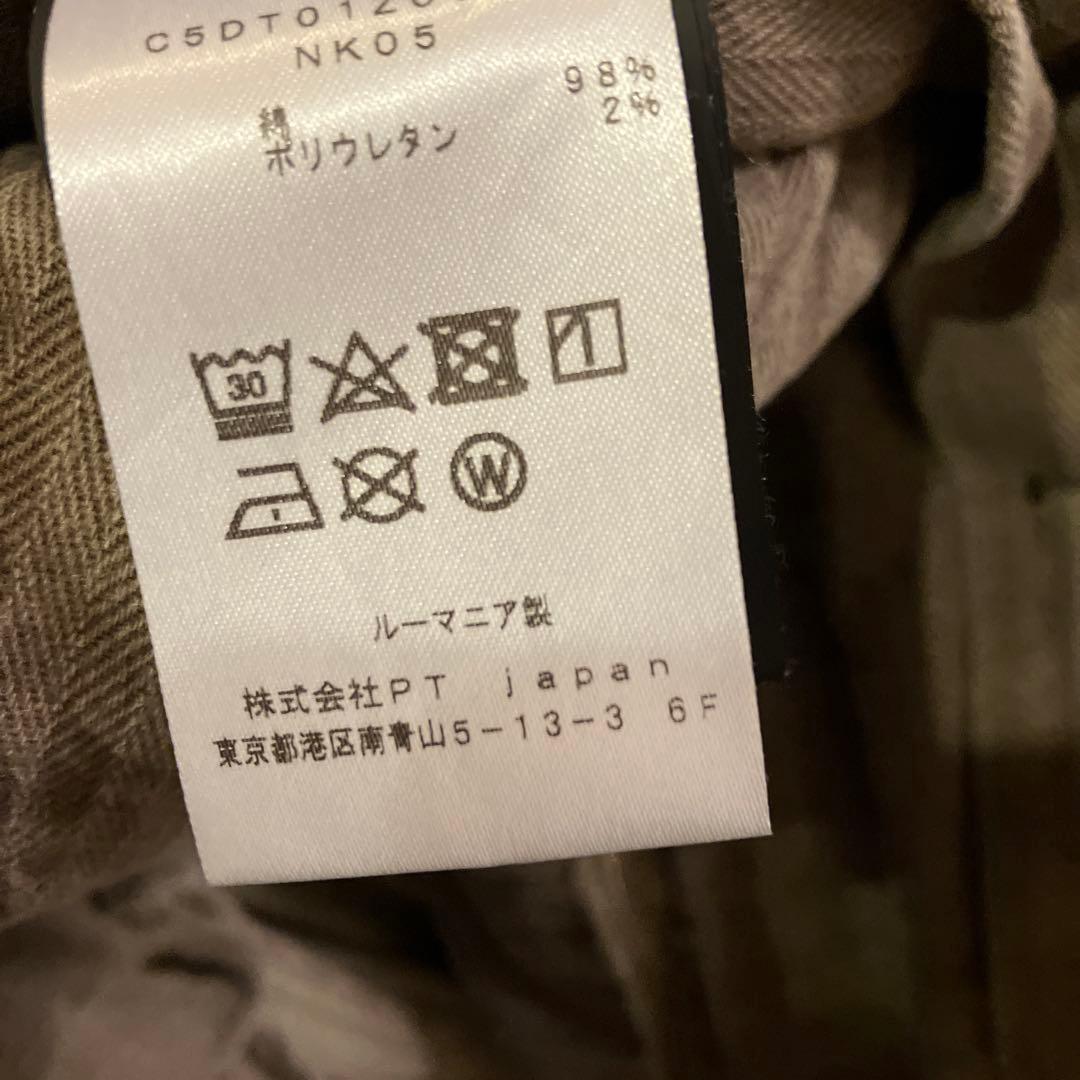 NK05
綿 98%
ポリウレタン 2%
30
W
ルーマニア製
株式会社PT japan
東京都港区南青山5-13-3 6F